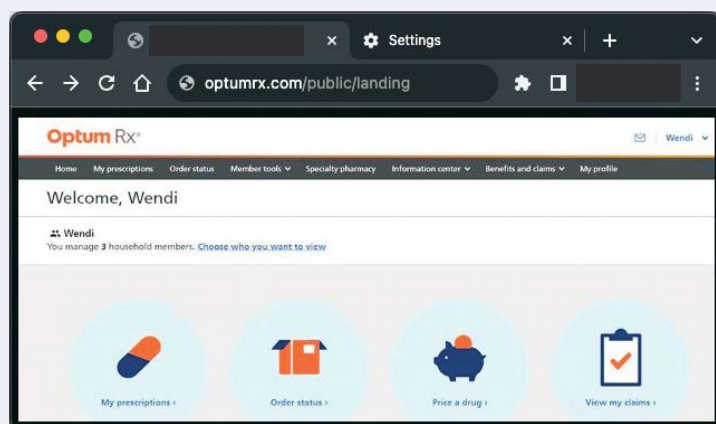 Settings
optumrx.com/public/landing
Optum Rx®
Wendi
Home My prescriptions Order status Member tools Specialty pharmacy Information center Benefits and claims My profile
Welcome, Wendi
Wendi
You manage 3 household members. Choose who you want to view
My prescriptions › Order status › Price a drug › View my claims ›